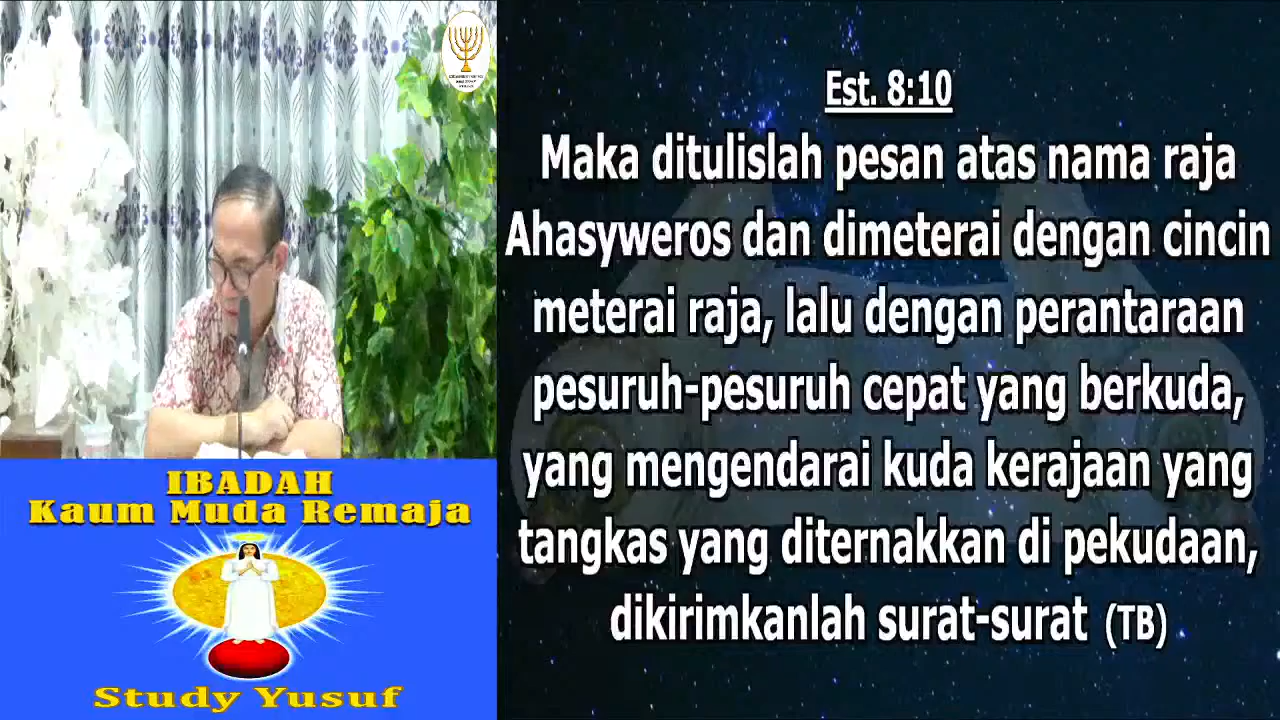 IBADAH
Kaum Muda Remaja
Study Yusuf
Est. 8:10
Maka ditulislah pesan atas nama raja
Ahasyweros dan dimeterai dengan cincin
meterai raja, lalu dengan perantaraan
pesuruh-pesuruh cepat yang berkuda,
yang mengendarai kuda kerajaan yang
tangkas yang diternakkan di pekudaan,
dikirimkanlah surat-surat (TB)